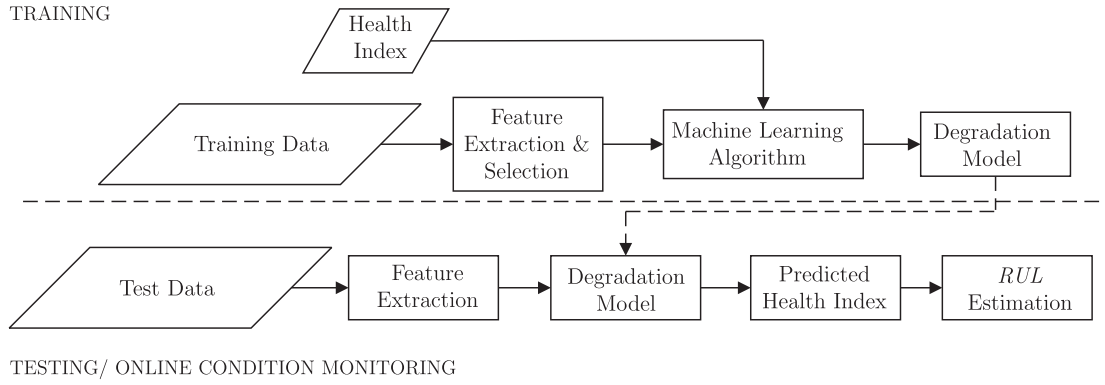 TRAINING
Health
Index
Training Data
Feature
Extraction &
Selection
Machine Learning
Algorithm
Degradation
Model
Test Data
Feature
Extraction
Degradation
Model
Predicted
Health Index
RUL
Estimation
TESTING/ ONLINE CONDITION MONITORING